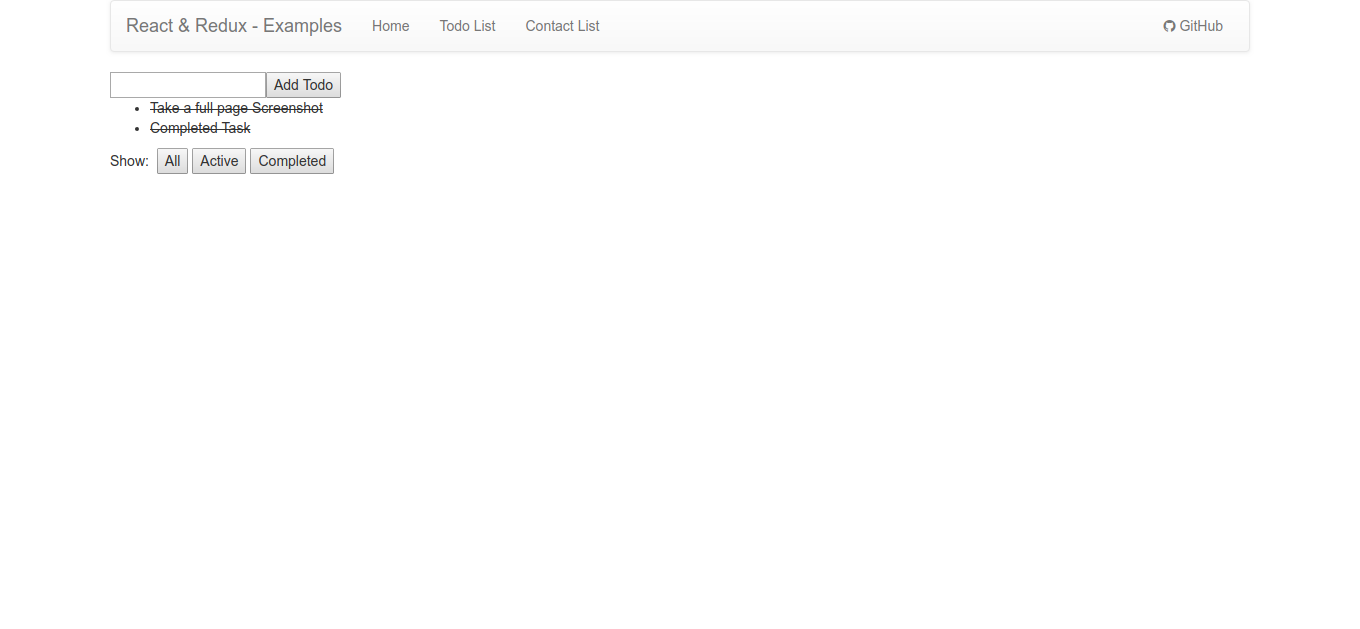 React & Redux - Examples Home Todo List Contact List GitHub
Add Todo
Take a full page Screenshot
Completed Task
Show: All Active Completed